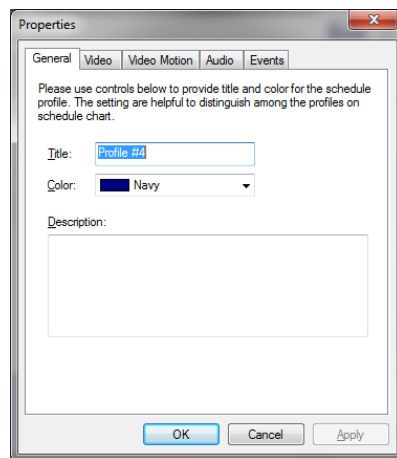 Properties
General Video Video Motion Audio Events
Please use controls below to provide title and color for the schedule
profile. The setting are helpful to distinguish among the profiles on
schedule chart.
Title: Profile #4
Color: Navy
Description:
OK Cancel Apply